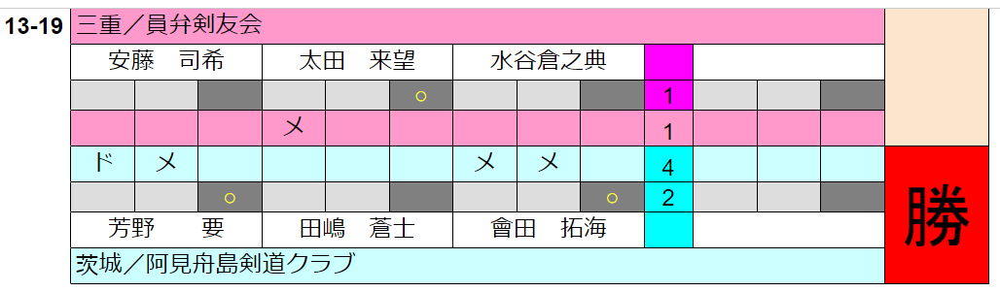 13-19 三重／員弁剣友会
安藤　司希 太田　来望 水谷倉之典
○ 1
メ 1
ド メ メ メ 4
○ ○ 2
勝
芳野　　要 田嶋　蒼士 會田　拓海
茨城／阿見舟島剣道クラブ